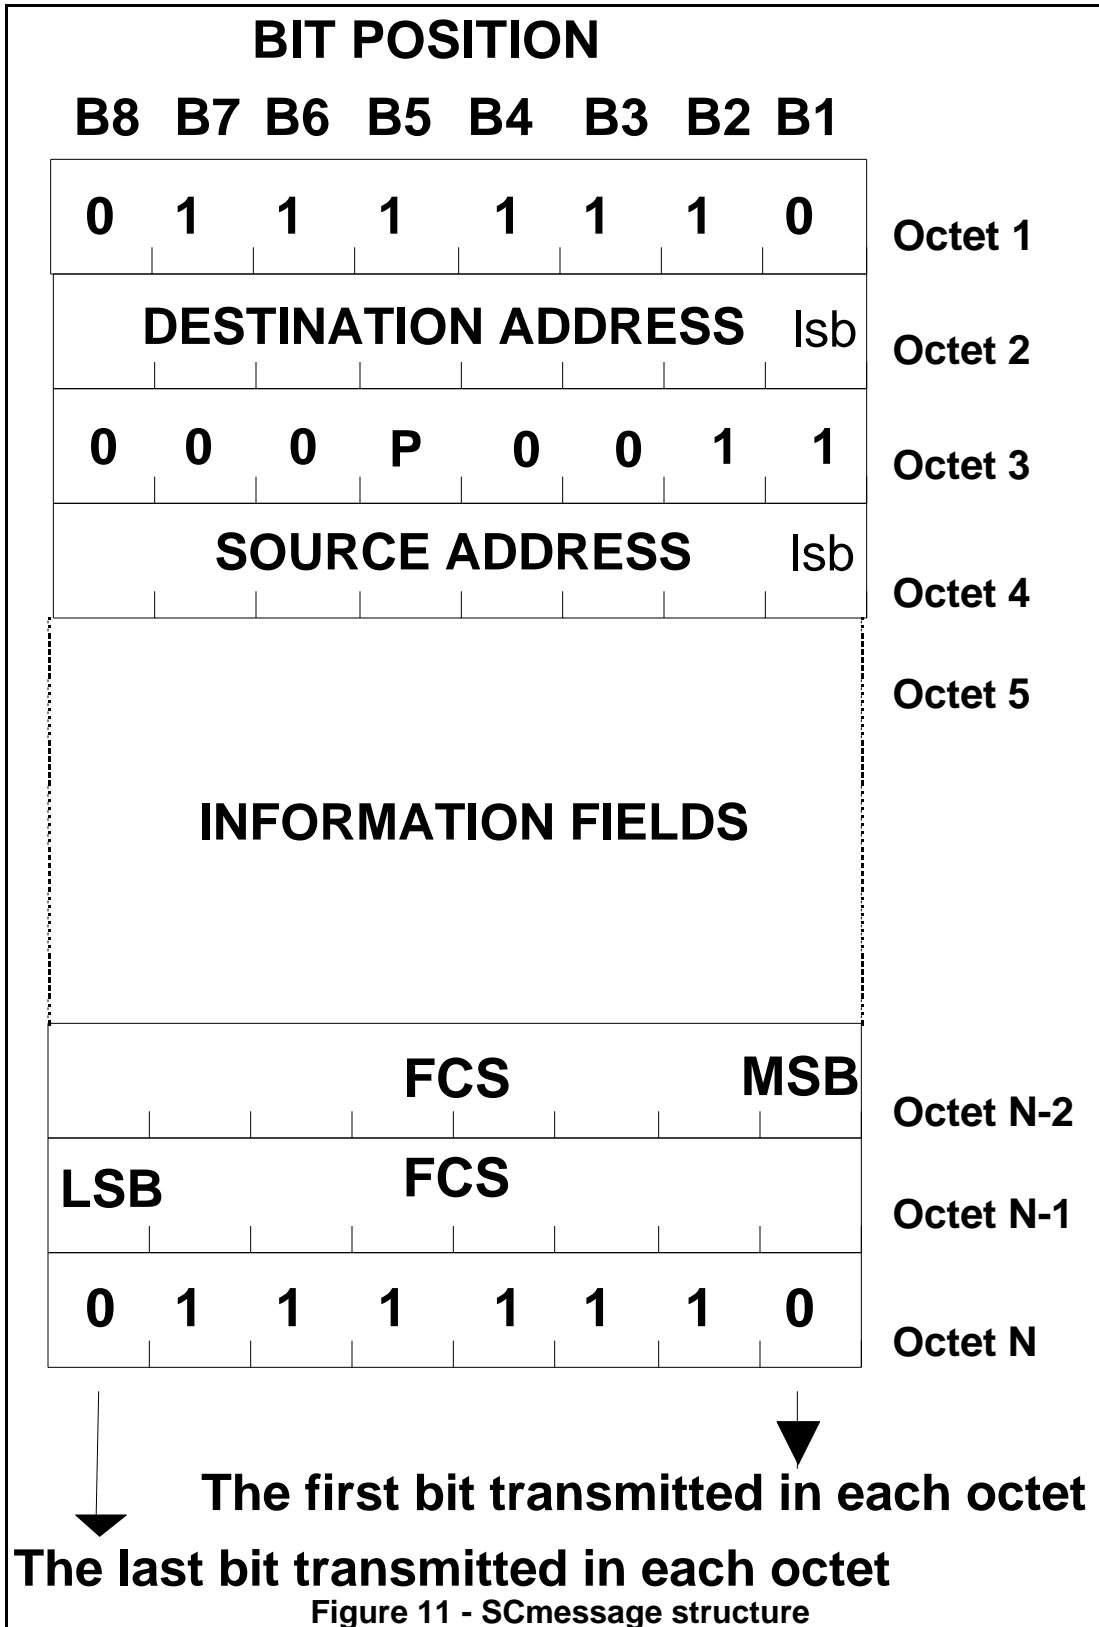 BIT POSITION
B8 B7 B6 B5 B4 B3 B2 B1
0 1 1 1 1 1 1 0 Octet 1
DESTINATION ADDRESS lsb Octet 2
0 0 0 P 0 0 1 1 Octet 3
SOURCE ADDRESS lsb Octet 4
Octet 5
INFORMATION FIELDS
FCS MSB Octet N-2
LSB FCS Octet N-1
0 1 1 1 1 1 1 0 Octet N
The first bit transmitted in each octet
The last bit transmitted in each octet
Figure 11 - SCmessage structure